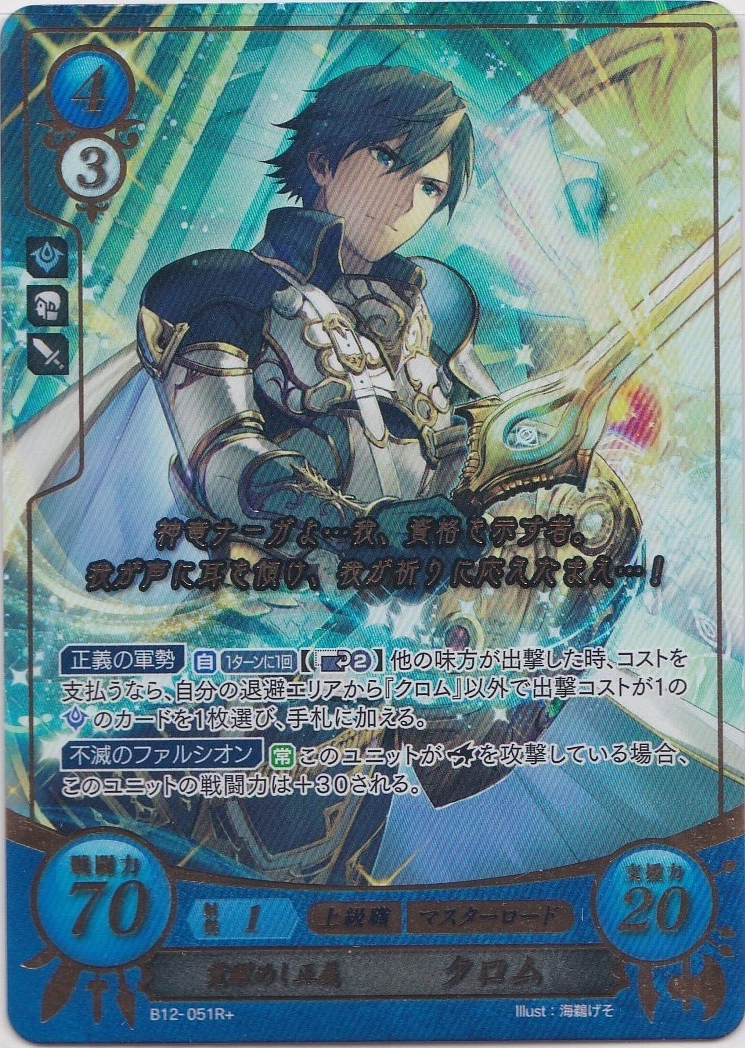 4
3
神竜ナーガよ…我、資格を示す者。
我が声に耳を傾け、我が祈りに応えたまえ…!
正義の軍勢 自 1ターンに1回【2】他の味方が出撃した時、コストを
支払うなら、自分の退避エリアから『クロム』以外で出撃コストが1の
のカードを1枚選び、手札に加える。
不滅のファルシオン 常 このユニットがを攻撃している場合、
このユニットの戦闘力は+30される。
戦闘力
70
射程 1 上級職 マスターロード
支援力
20
クロム
B12-051R+ Illust:海鵜げそ